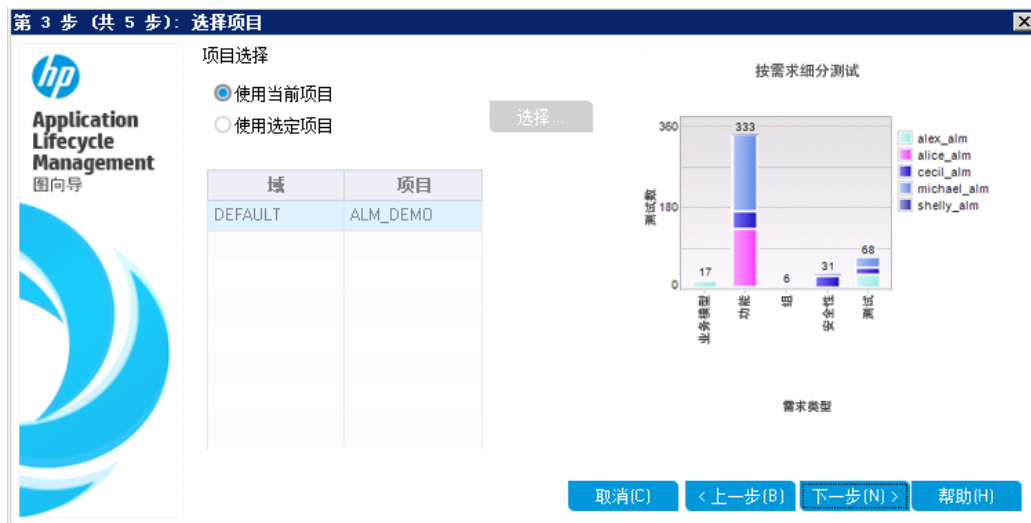 第 3 步 (共 5 步): 选择项目
hp
Application
Lifecycle
Management
图向导
项目选择
使用当前项目
使用选定项目
选择...
域 项目
DEFAULT ALM_DEMO
按需求细分测试
360
180
0
测试数
333
17
6
31
68
业务模型
功能
组
安全性
测试
需求类型
alex_alm
alice_alm
cecil_alm
michael_alm
shelly_alm
取消(C)
< 上一步(B)
下一步(N) >
帮助(H)